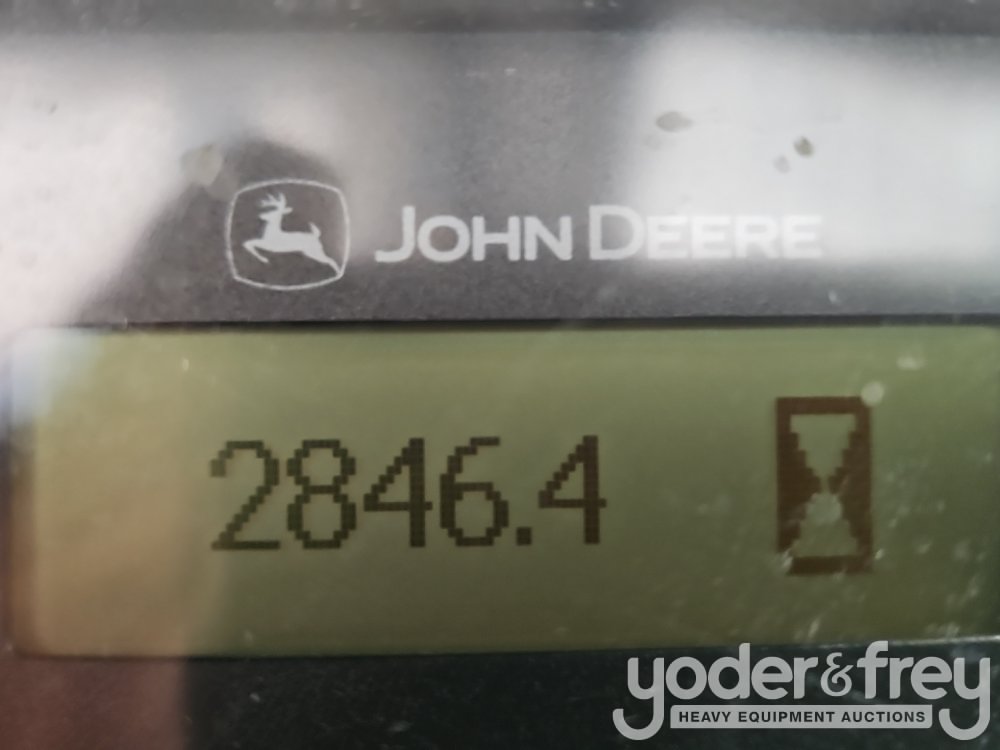 JOHN DEERE
2846.4
yoder&frey
HEAVY EQUIPMENT AUCTIONS